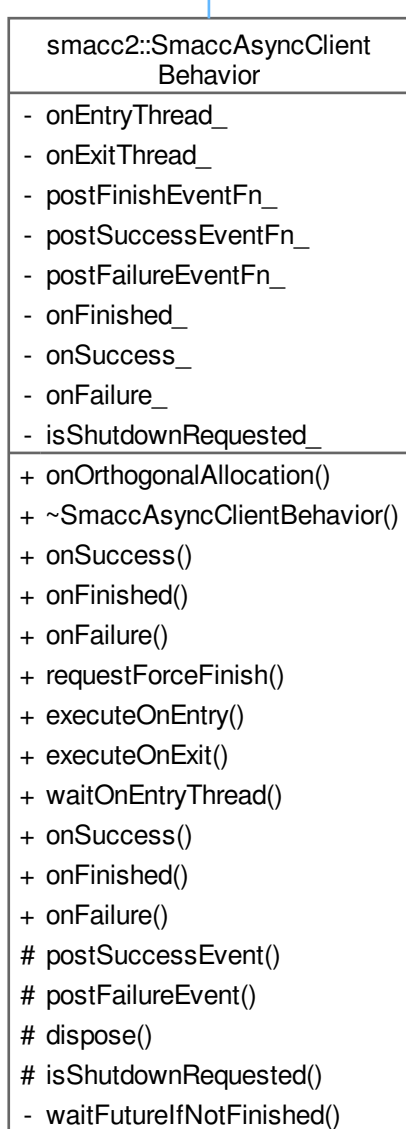 smacc2::SmaccAsyncClient
Behavior
- onEntryThread_
- onExitThread_
- postFinishEventFn_
- postSuccessEventFn_
- postFailureEventFn_
- onFinished_
- onSuccess_
- onFailure_
- isShutdownRequested_
+ onOrthogonalAllocation()
+ ~SmaccAsyncClientBehavior()
+ onSuccess()
+ onFinished()
+ onFailure()
+ requestForceFinish()
+ executeOnEntry()
+ executeOnExit()
+ waitOnEntryThread()
+ onSuccess()
+ onFinished()
+ onFailure()
# postSuccessEvent()
# postFailureEvent()
# dispose()
# isShutdownRequested()
- waitFutureIfNotFinished()